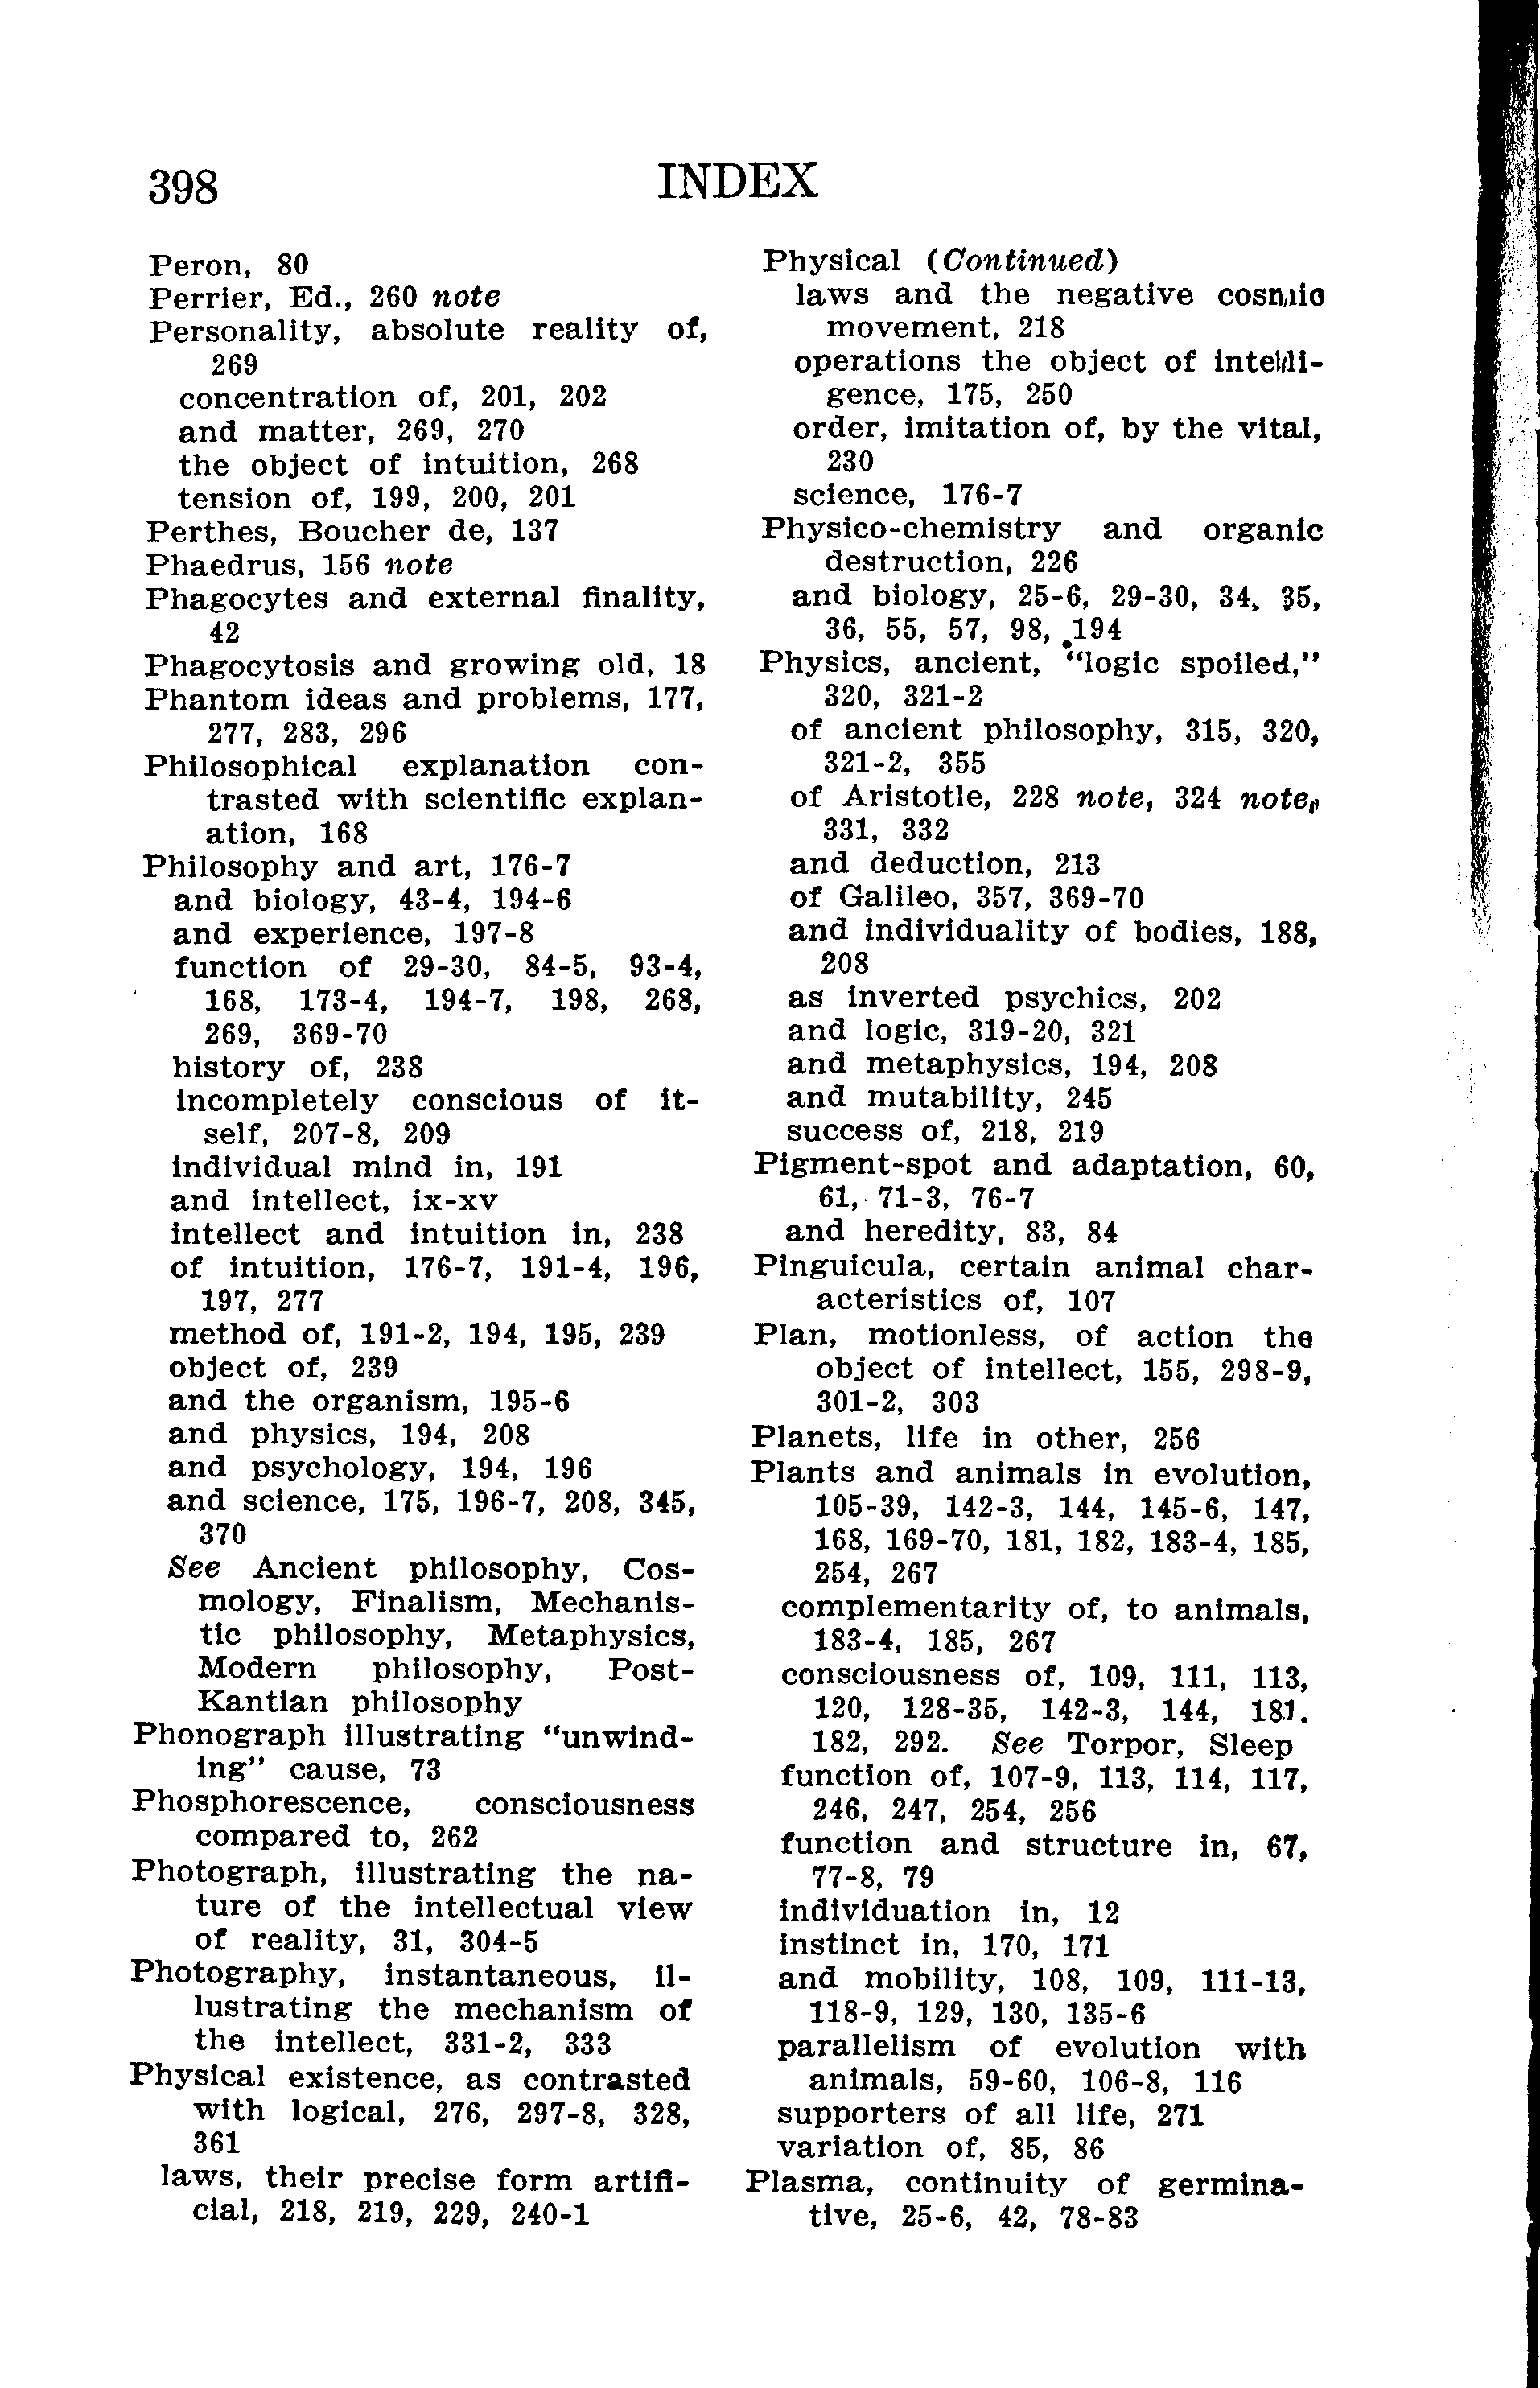 398
INDEX
Peron, 80
Perrier, Ed., 260 note
Personality, absolute reality of,
269
concentration of, 201, 202
and matter, 269, 270
the object of intuition, 268
tension of, 199, 200, 201
Perthes, Boucher de, 137
Phaedrus, 156 note
Phagocytes and external finality,
42
Phagocytosis and growing old, 18
Phantom ideas and problems, 177,
277, 283, 296
Philosophical explanation con-
trasted with scientific explan-
ation, 168
Philosophy and art, 176-7
and biology, 43-4, 194-6
and experience, 197-8
function of 29-30, 84-5, 93-4,
168, 173-4, 194-7, 198, 268,
269, 369-70
history of, 238
incompletely conscious of it-
self, 207-8, 209
individual mind in, 191
and intellect, ix-xv
intellect and intuition in, 238
of intuition, 176-7, 191-4, 196,
197, 277
method of, 191-2, 194, 195, 239
object of, 239
and the organism, 195-6
and physics, 194, 208
and psychology, 194, 196
and science, 175, 196-7, 208, 345,
370
See Ancient philosophy, Cos-
mology, Finalism, Mechanis-
tic philosophy, Metaphysics,
Modern philosophy, Post-
Kantian philosophy
Phonograph illustrating “unwind-
ing” cause, 73
Phosphorescence, consciousness
compared to, 262
Photograph, illustrating the na-
ture of the intellectual view
of reality, 31, 304-5
Photography, instantaneous, il-
lustrating the mechanism of
the intellect, 331-2, 333
Physical existence, as contrasted
with logical, 276, 297-8, 328,
361
laws, their precise form artifi-
cial, 218, 219, 229, 240-1
Physical (Continued)
laws and the negative cosmic
movement, 218
operations the object of intelli-
gence, 175, 250
order, imitation of, by the vital,
230
science, 176-7
Physico-chemistry and organic
destruction, 226
and biology, 25-6, 29-30, 34, 35,
36, 55, 57, 98, 194
Physics, ancient, “logic spoiled,”
320, 321-2
of ancient philosophy, 315, 320,
321-2, 355
of Aristotle, 228 note, 324 note,
331, 332
and deduction, 213
of Galileo, 357, 369-70
and individuality of bodies, 188,
208
as inverted psychics, 202
and logic, 319-20, 321
and metaphysics, 194, 208
and mutability, 245
success of, 218, 219
Pigment-spot and adaptation, 60,
61, 71-3, 76-7
and heredity, 83, 84
Pinguicula, certain animal char-
acteristics of, 107
Plan, motionless, of action the
object of intellect, 155, 298-9,
301-2, 303
Planets, life in other, 256
Plants and animals in evolution,
105-39, 142-3, 144, 145-6, 147,
168, 169-70, 181, 182, 183-4, 185,
254, 267
complementarity of, to animals,
183-4, 185, 267
consciousness of, 109, 111, 113,
120, 128-35, 142-3, 144, 181.
182, 292. See Torpor, Sleep
function of, 107-9, 113, 114, 117,
246, 247, 254, 256
function and structure in, 67,
77-8, 79
individuation in, 12
instinct in, 170, 171
and mobility, 108, 109, 111-13,
118-9, 129, 130, 135-6
parallelism of evolution with
animals, 59-60, 106-8, 116
supporters of all life, 271
variation of, 85, 86
Plasma, continuity of germina-
tive, 25-6, 42, 78-83